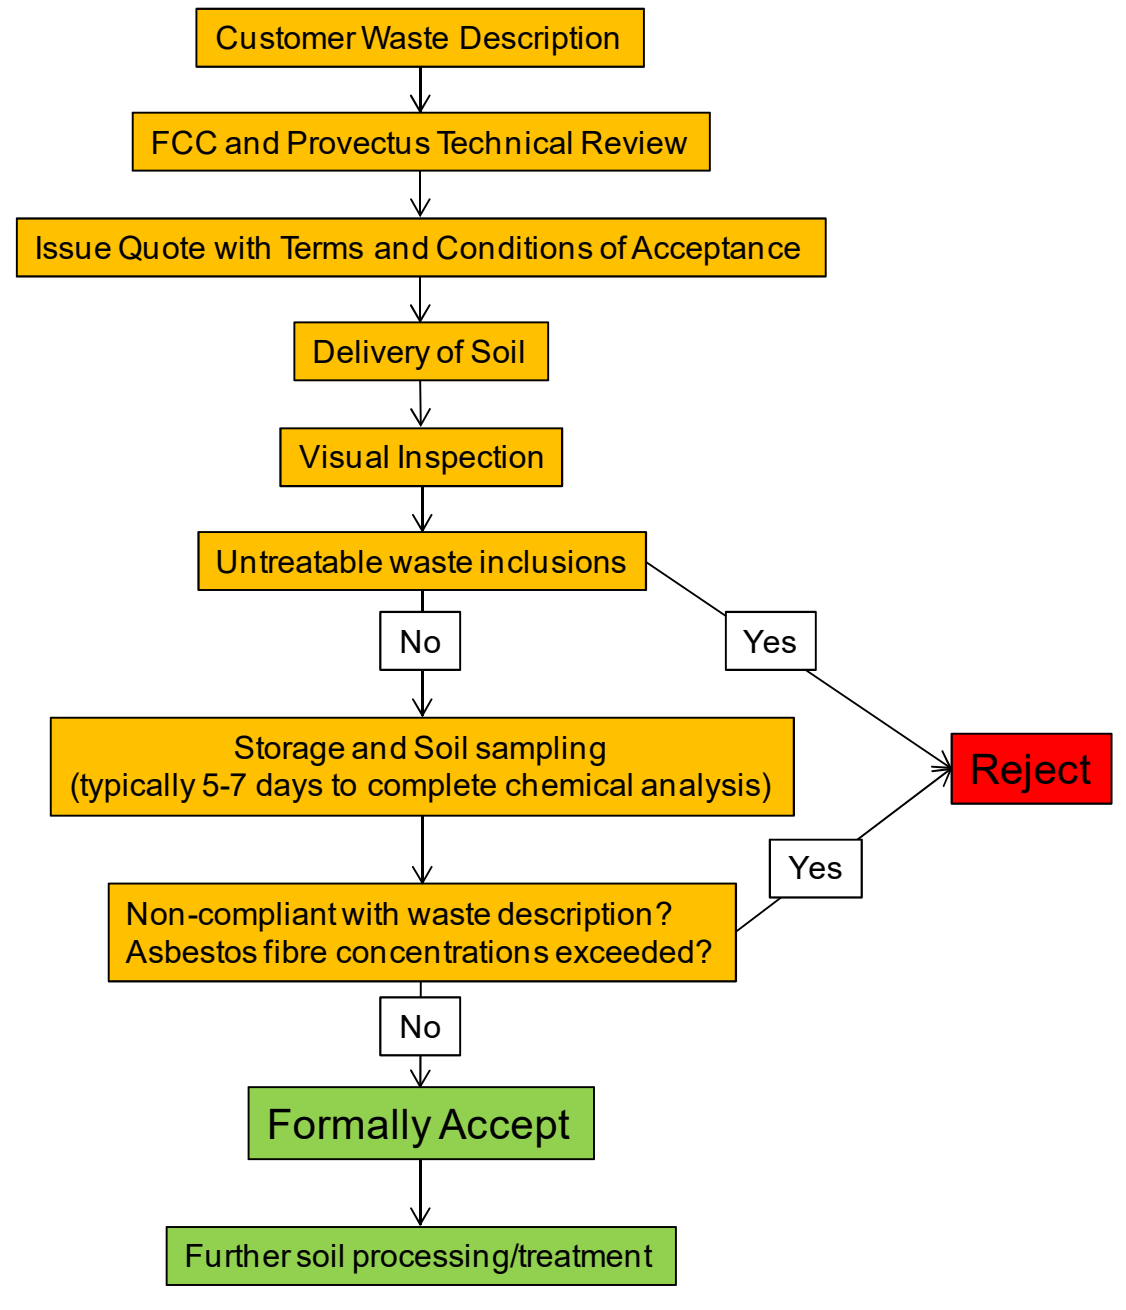 Customer Waste Description
FCC and Provectus Technical Review
Issue Quote with Terms and Conditions of Acceptance
Delivery of Soil
Visual Inspection
Untreatable waste inclusions
No
Yes
Storage and Soil sampling
(typically 5-7 days to complete chemical analysis)
Reject
Yes
Non-compliant with waste description?
Asbestos fibre concentrations exceeded?
No
Formally Accept
Further soil processing/treatment